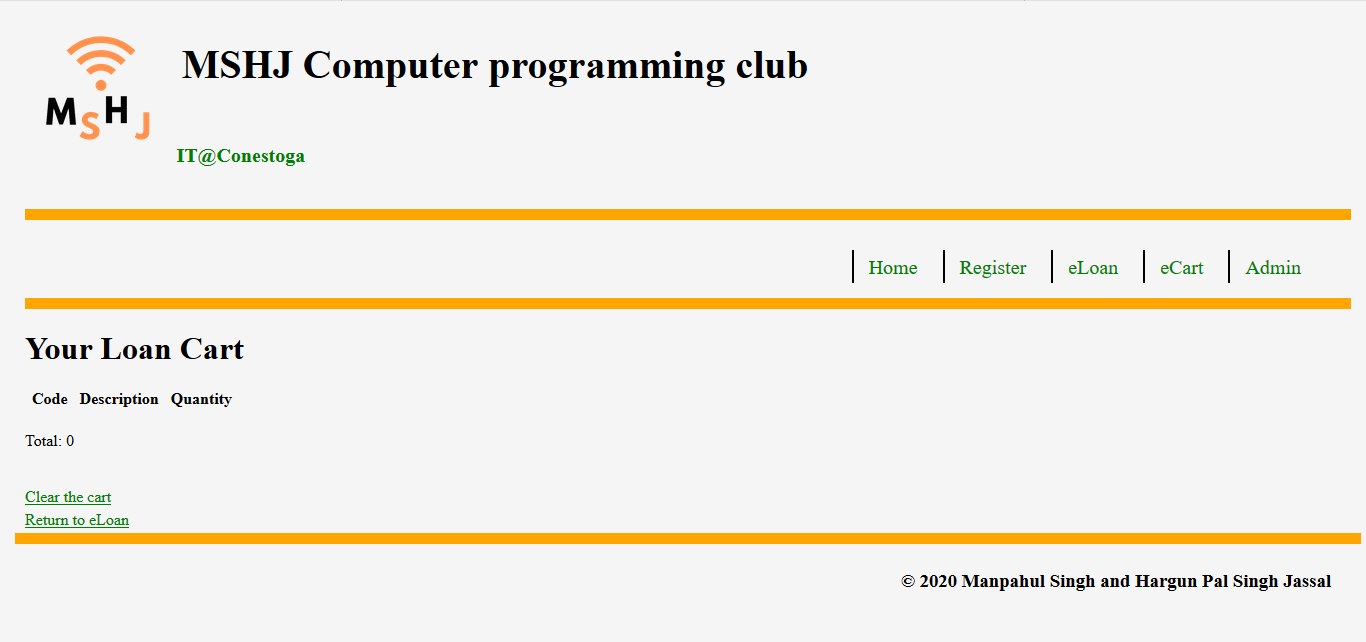 MSHJ
MSHJ Computer programming club
IT@Conestoga
Home Register eLoan eCart Admin
Your Loan Cart
Code Description Quantity
Total: 0
Clear the cart
Return to eLoan
© 2020 Manpahul Singh and Hargun Pal Singh Jassal